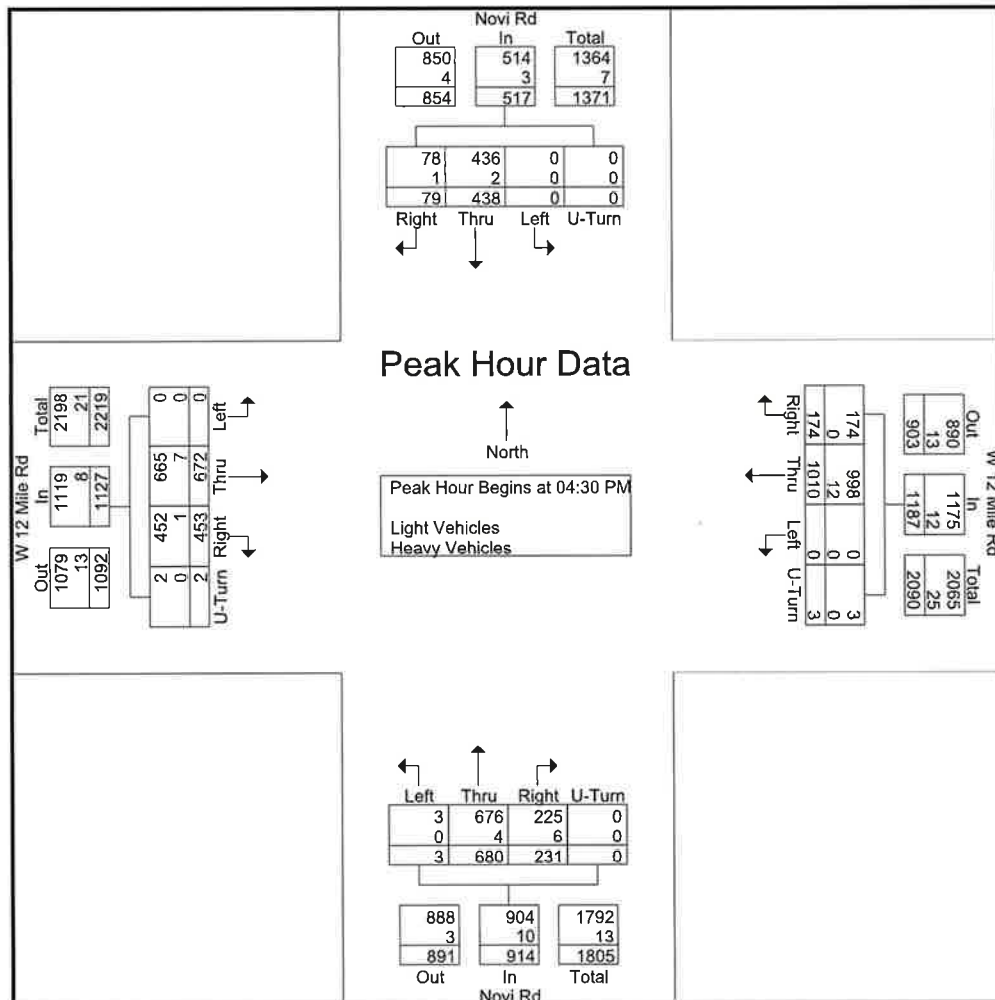 Novi Rd
Out In Total
850 514 1364
4 3 7
854 517 1371
78 436 0 0
1 2 0 0
79 438 0 0
Right Thru Left U-Turn
Peak Hour Data
North
Peak Hour Begins at 04:30 PM
Light Vehicles
Heavy Vehicles
W 12 Mile Rd
Total In Out
2198 1119 1079
21 8 13
2219 1127 1092
0 665 452 2
0 7 1 0
0 672 453 2
Left Thru Right U-Turn
W 12 Mile Rd
Out In Total
890 1175 2065
13 12 25
903 1187 2090
174 998 0 3
0 12 0 0
174 1010 0 3
Right Thru Left U-Turn
Left Thru Right U-Turn
3 676 225 0
0 4 6 0
3 680 231 0
888 904 1792
3 10 13
891 914 1805
Out In Total
Novi Rd